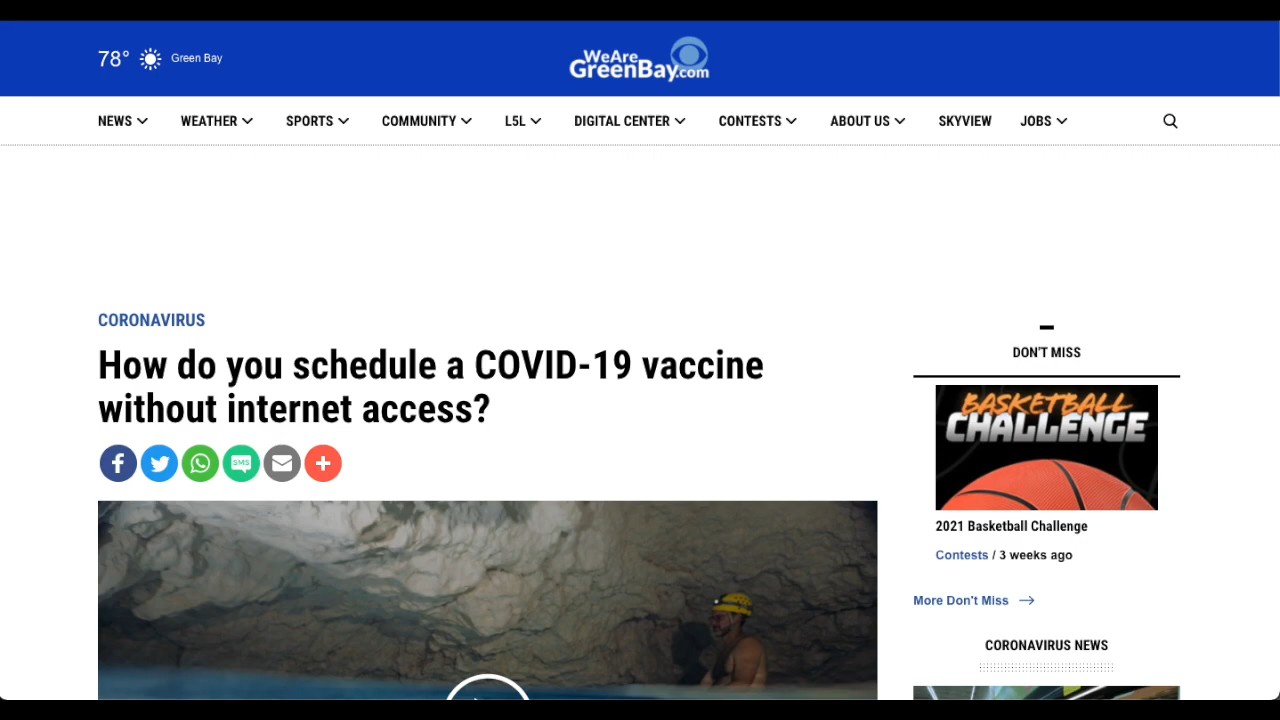 78°
Green Bay
WeAre
GreenBay.com
NEWS
WEATHER
SPORTS
COMMUNITY
L5L
DIGITAL CENTER
CONTESTS
ABOUT US
SKYVIEW
JOBS
CORONAVIRUS
How do you schedule a COVID-19 vaccine
without internet access?
SMS
DON'T MISS
BASKETBALL
CHALLENGE
2021 Basketball Challenge
Contests / 3 weeks ago
More Don't Miss
CORONAVIRUS NEWS